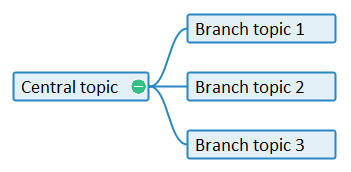 Branch topic 1
Central topic
Branch topic 2
Branch topic 3